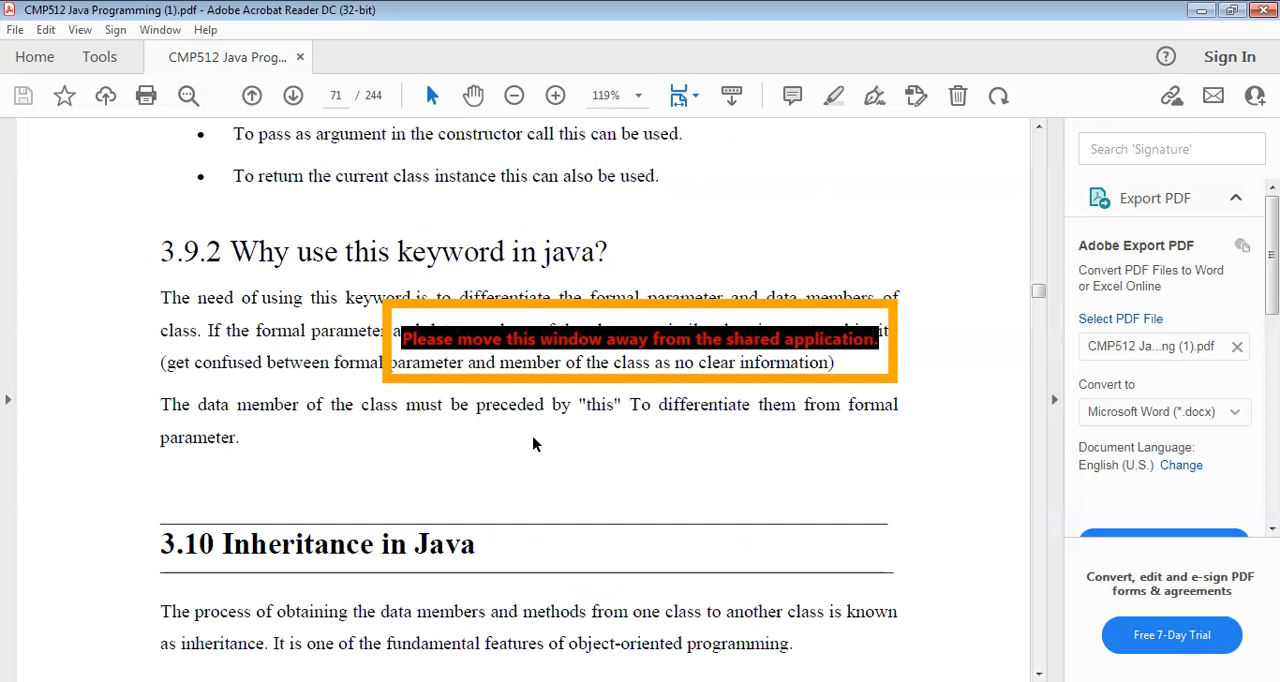 CMP512 Java Programming (1).pdf - Adobe Acrobat Reader DC (32-bit)
File Edit View Sign Window Help
Home Tools CMP512 Java Prog... × Sign In
71 / 244 119%
To pass as argument in the constructor call this can be used.
To return the current class instance this can also be used.
3.9.2 Why use this keyword in java?
The need of using this keyword is to differentiate the formal parameter and data members of
class. If the formal parameter
Please move this window away from the shared application.
(get confused between formal parameter and member of the class as no clear information)
The data member of the class must be preceded by "this" To differentiate them from formal
parameter.
3.10 Inheritance in Java
The process of obtaining the data members and methods from one class to another class is known
as inheritance. It is one of the fundamental features of object-oriented programming.
Search 'Signature'
Export PDF
Adobe Export PDF
Convert PDF Files to Word
or Excel Online
Select PDF File
CMP512 Ja...ng (1).pdf
Convert to
Microsoft Word (*.docx)
Document Language:
English (U.S.) Change
Convert, edit and e-sign PDF
forms & agreements
Free 7-Day Trial